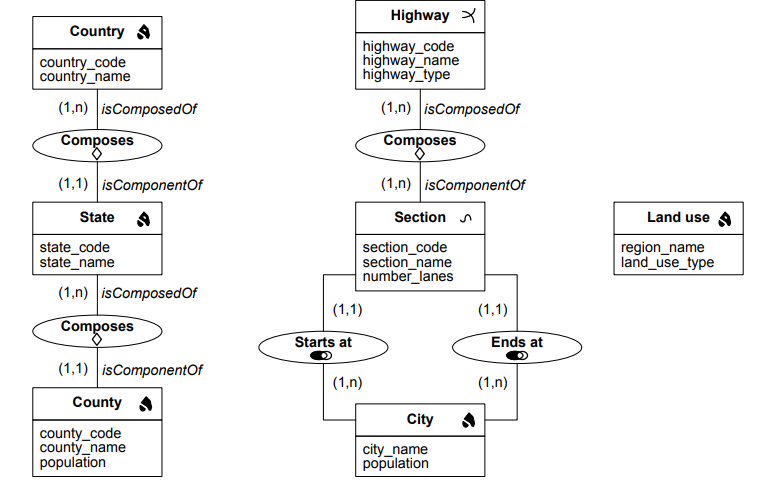 Country
country_code
country_name
(1,n) isComposedOf
Composes
(1,1) isComponentOf
State
state_code
state_name
(1,n) isComposedOf
Composes
(1,1) isComponentOf
County
county_code
county_name
population
Highway
highway_code
highway_name
highway_type
(1,n) isComposedOf
Composes
(1,n) isComponentOf
Section
section_code
section_name
number_lanes
(1,1) (1,1)
Starts at Ends at
(1,n) (1,n)
City
city_name
population
Land use
region_name
land_use_type